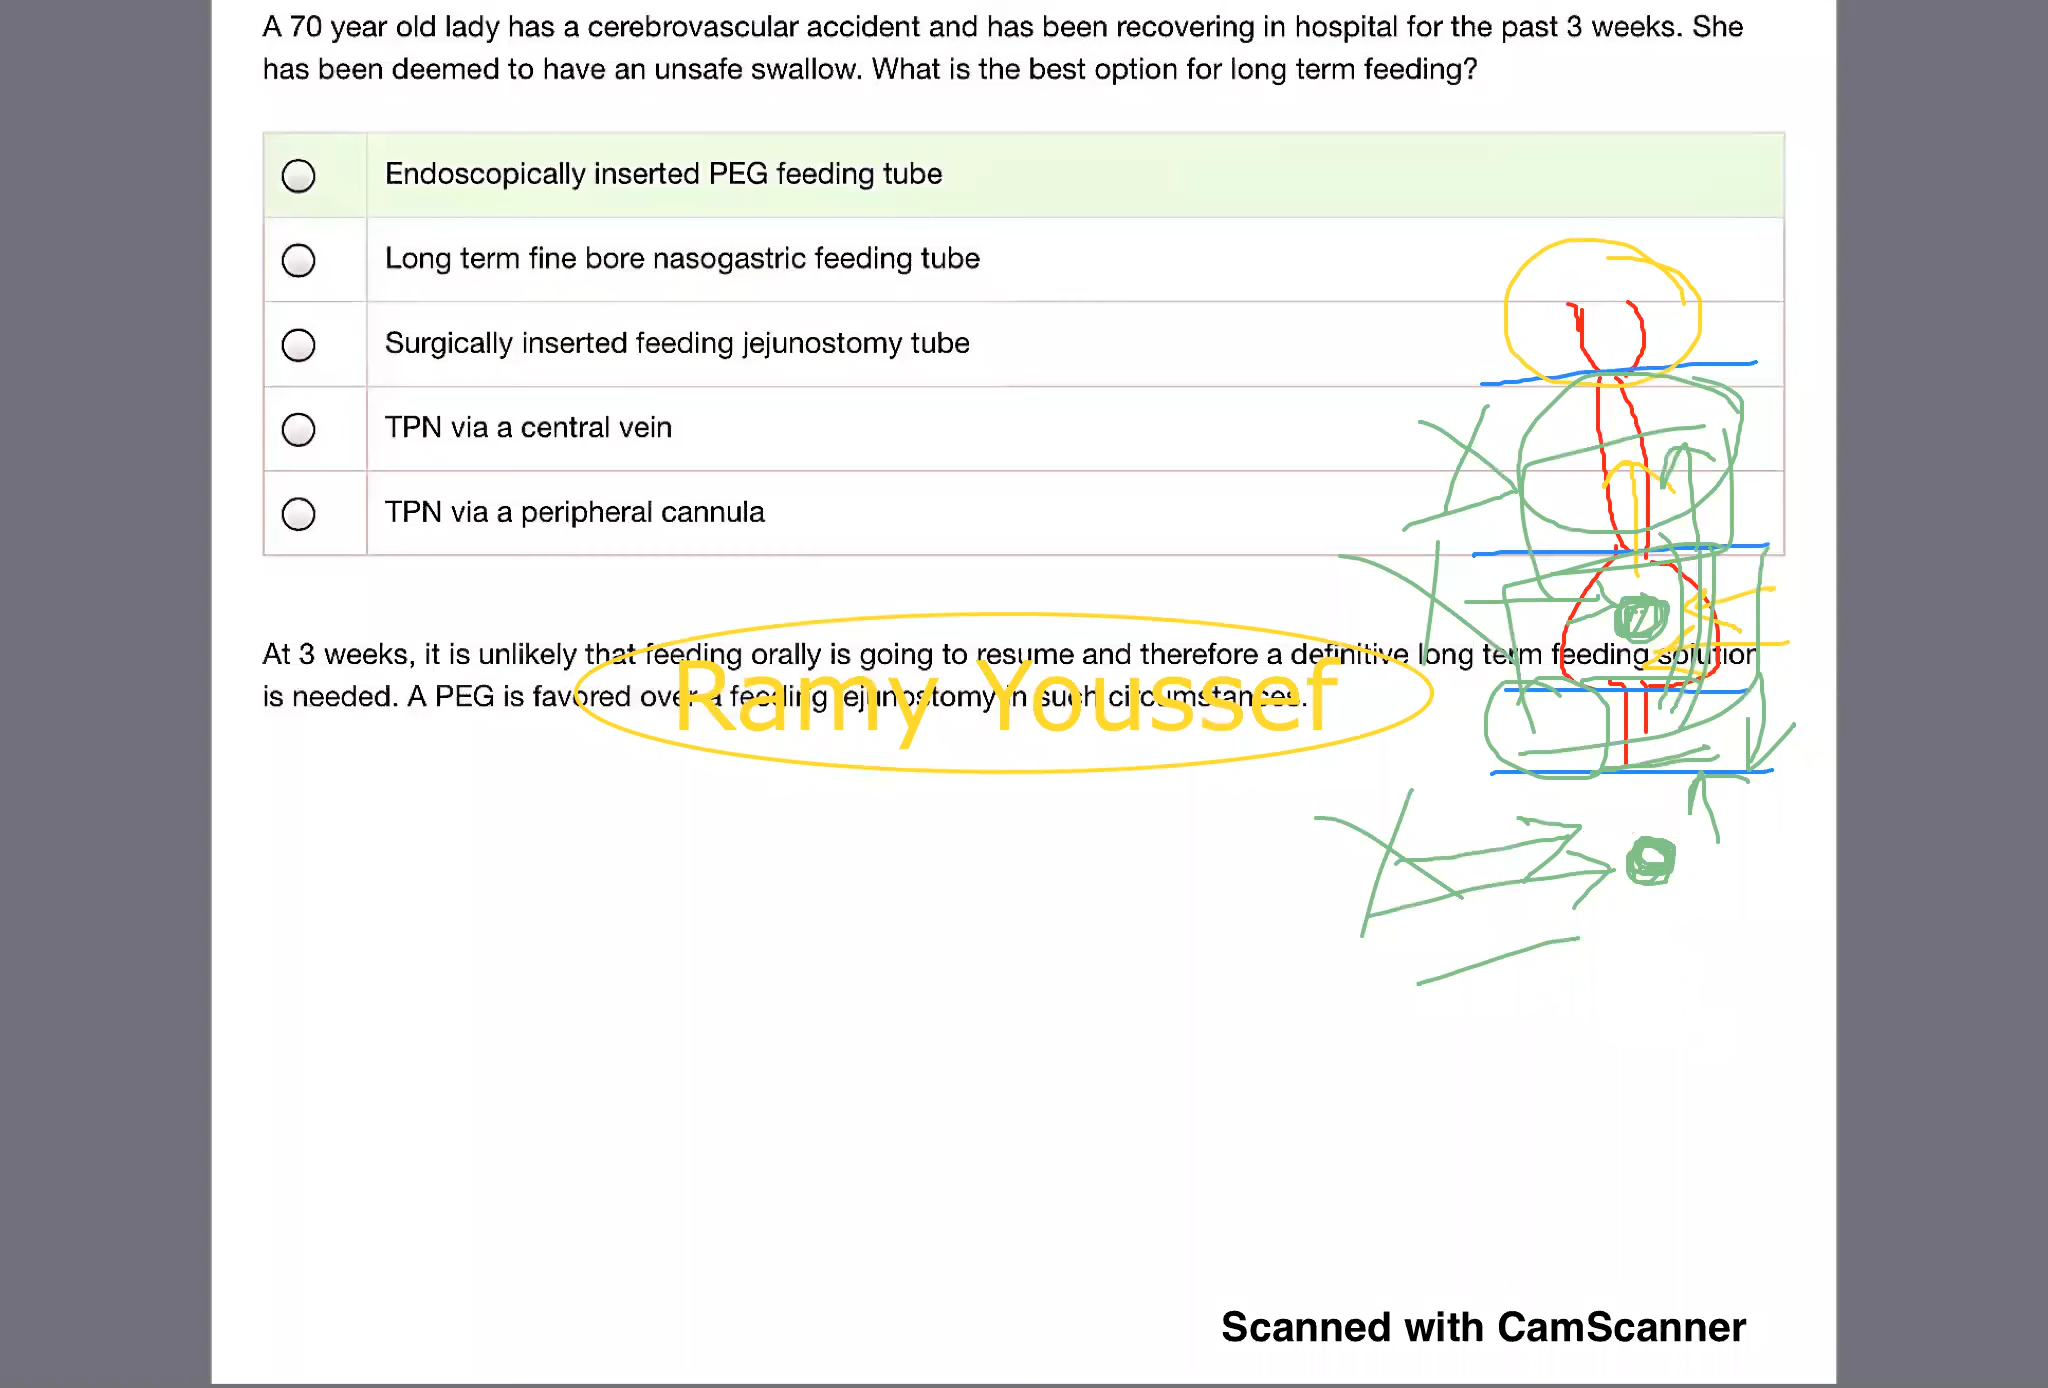 A 70 year old lady has a cerebrovascular accident and has been recovering in hospital for the past 3 weeks. She
has been deemed to have an unsafe swallow. What is the best option for long term feeding?
Endoscopically inserted PEG feeding tube
Long term fine bore nasogastric feeding tube
Surgically inserted feeding jejunostomy tube
TPN via a central vein
TPN via a peripheral cannula
At 3 weeks, it is unlikely that feeding orally is going to resume and therefore a definitive long term feeding solution
is needed. A PEG is favored over a feeding jejunostomy in such circumstances.
Ramy Youssef
Scanned with CamScanner